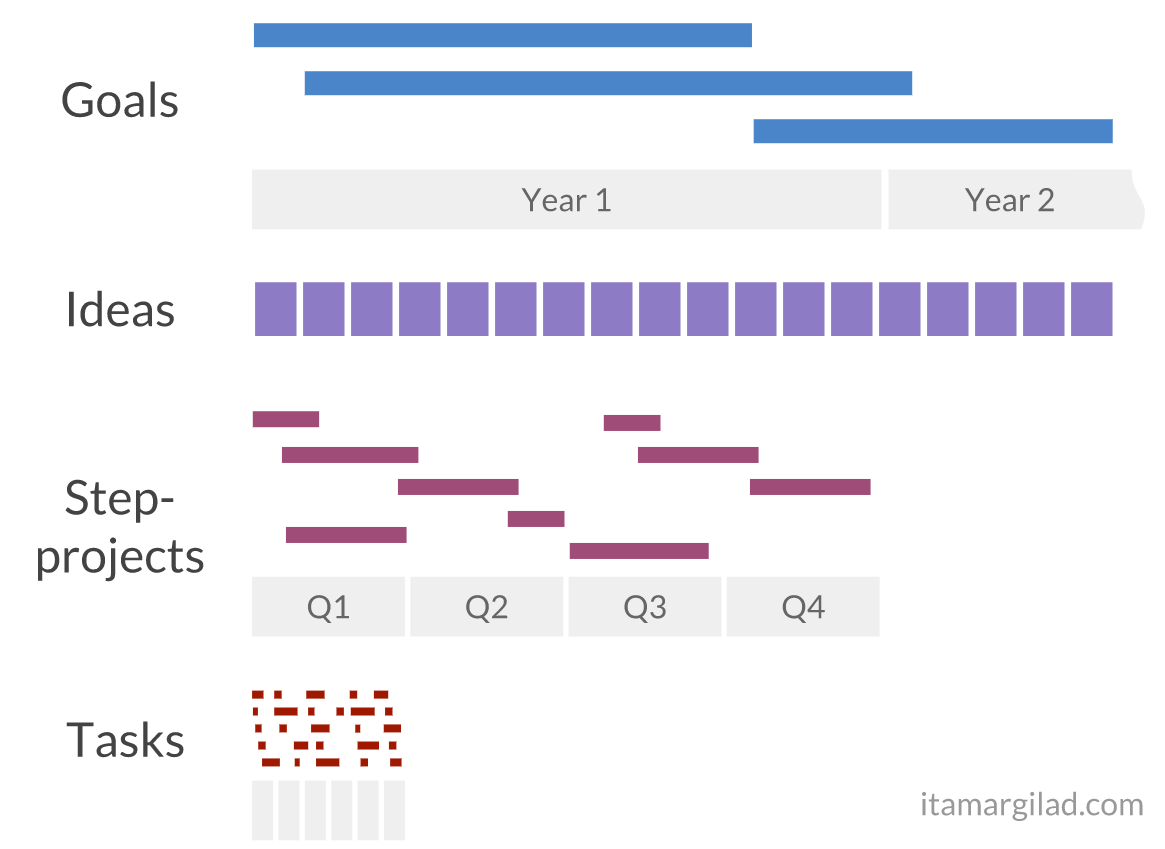 Goals
Year 1
Year 2
Ideas
Step-
projects
Q1
Q2
Q3
Q4
Tasks
itamargilad.com